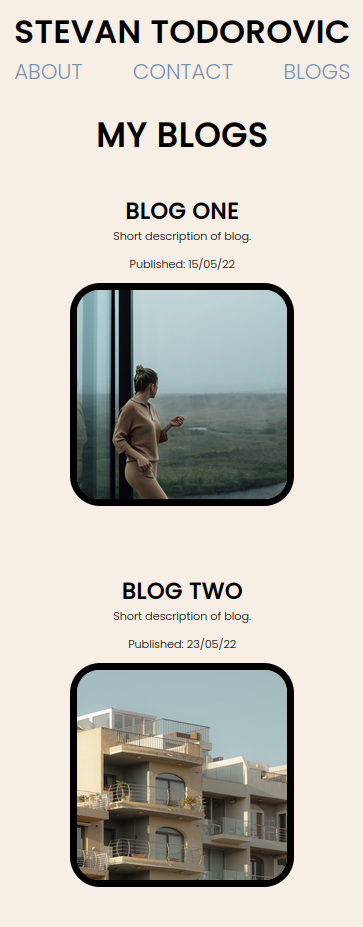 STEVAN TODOROVIC
ABOUT CONTACT BLOGS
MY BLOGS
BLOG ONE
Short description of blog.
Published: 15/05/22
BLOG TWO
Short description of blog.
Published: 23/05/22